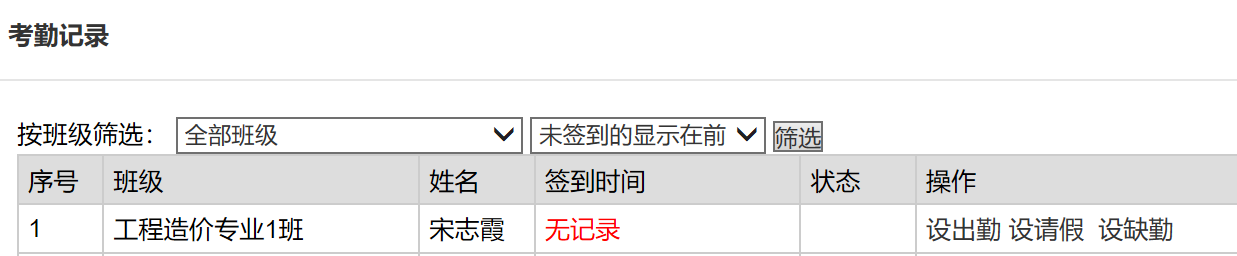 考勤记录
按班级筛选： 全部班级 未签到的显示在前 筛选
序号 班级 姓名 签到时间 状态 操作
1 工程造价专业1班 宋志霞 无记录 设出勤 设请假 设缺勤